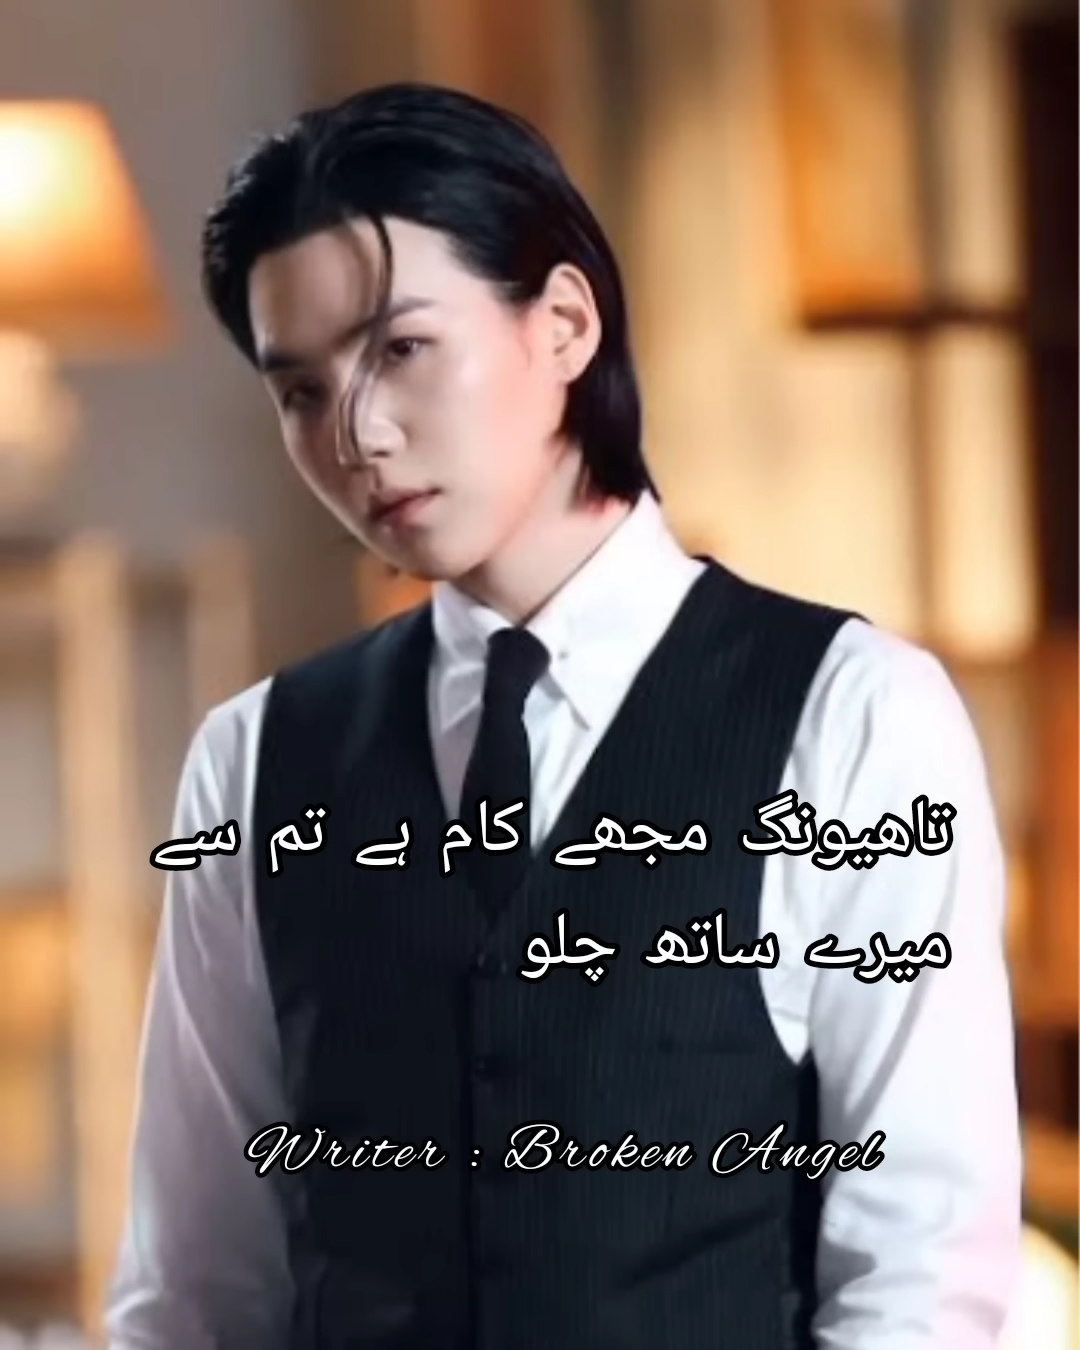 تاھیونگ مجھے کام ہے تم سے
میرے ساتھ چلو
Writer : Broken Angel